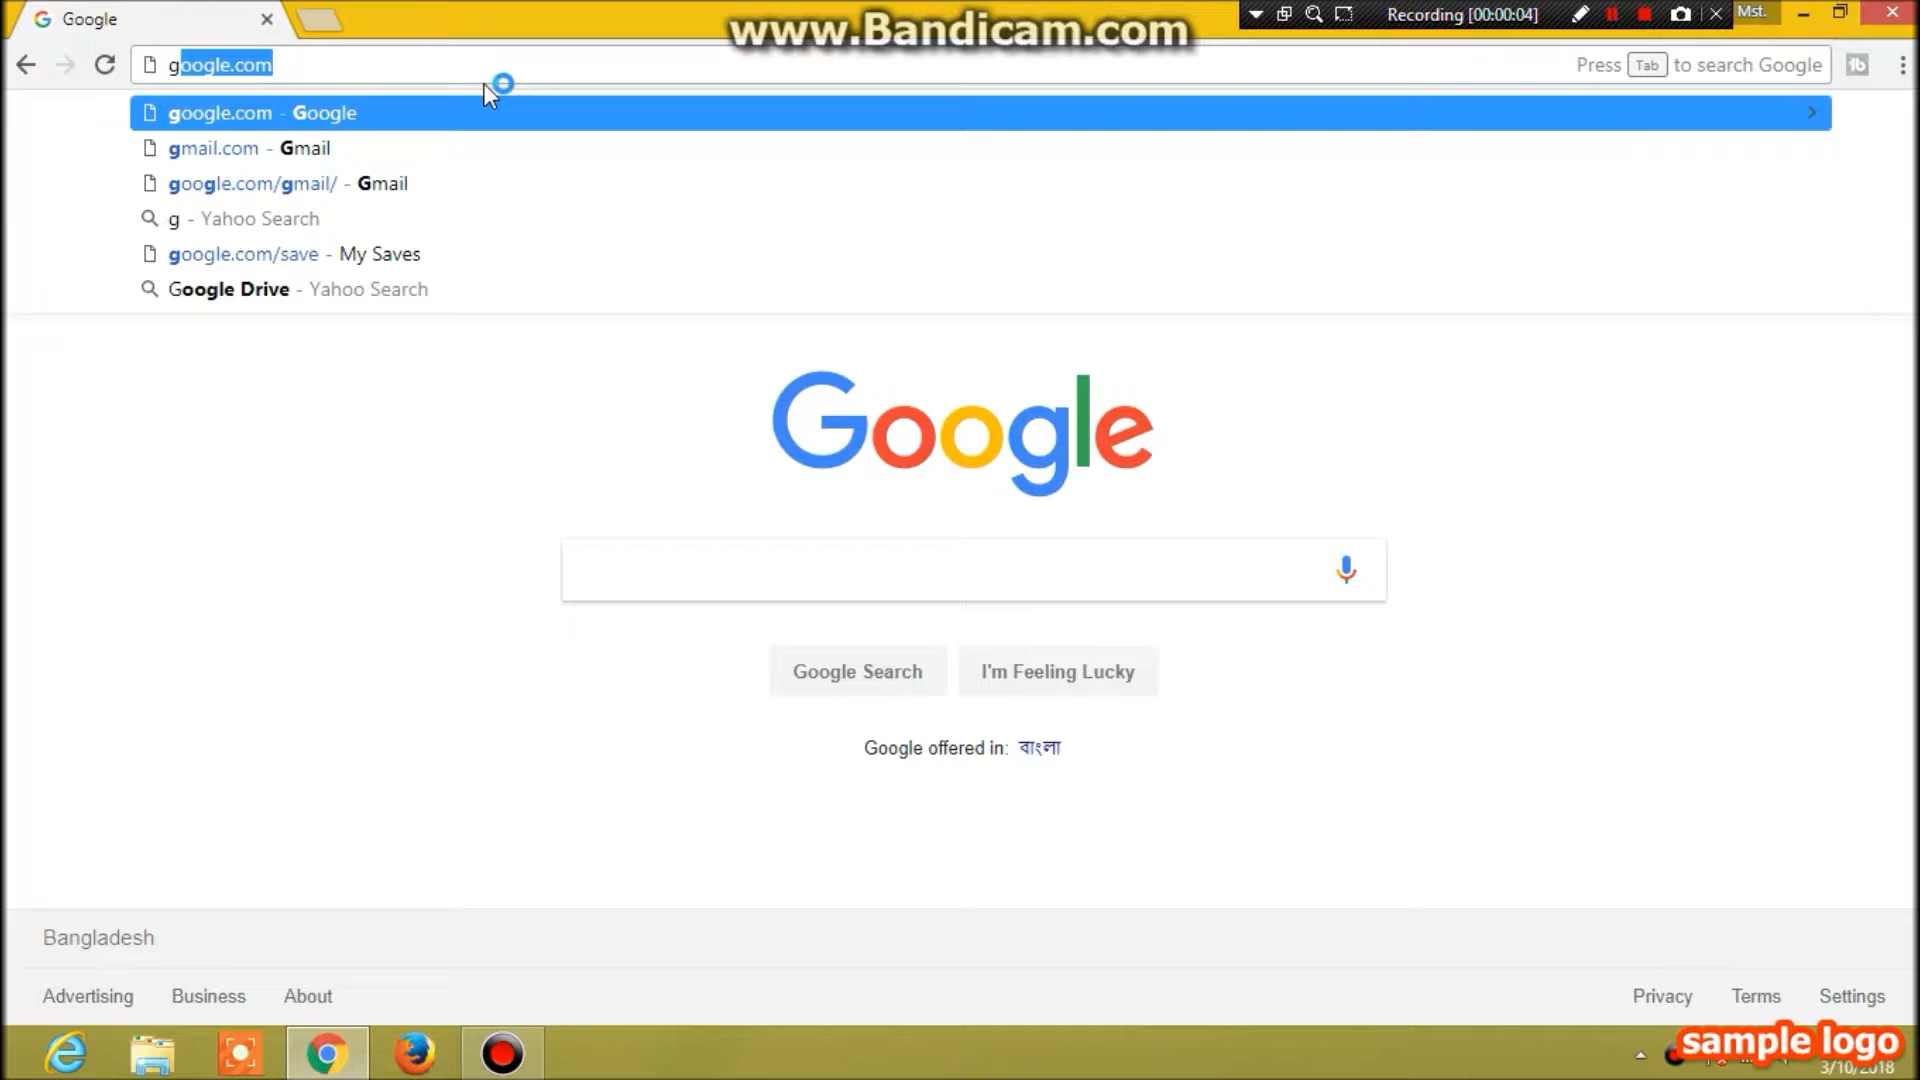 Google
www.Bandicam.com
Recording [00:00:04]
Mst.
google.com
Press Tab to search Google
google.com - Google
gmail.com - Gmail
google.com/gmail/ - Gmail
g - Yahoo Search
google.com/save - My Saves
Google Drive - Yahoo Search
Google
Google Search
I'm Feeling Lucky
Google offered in: বাংলা
Bangladesh
Advertising
Business
About
Privacy
Terms
Settings
sample logo
3/10/2018